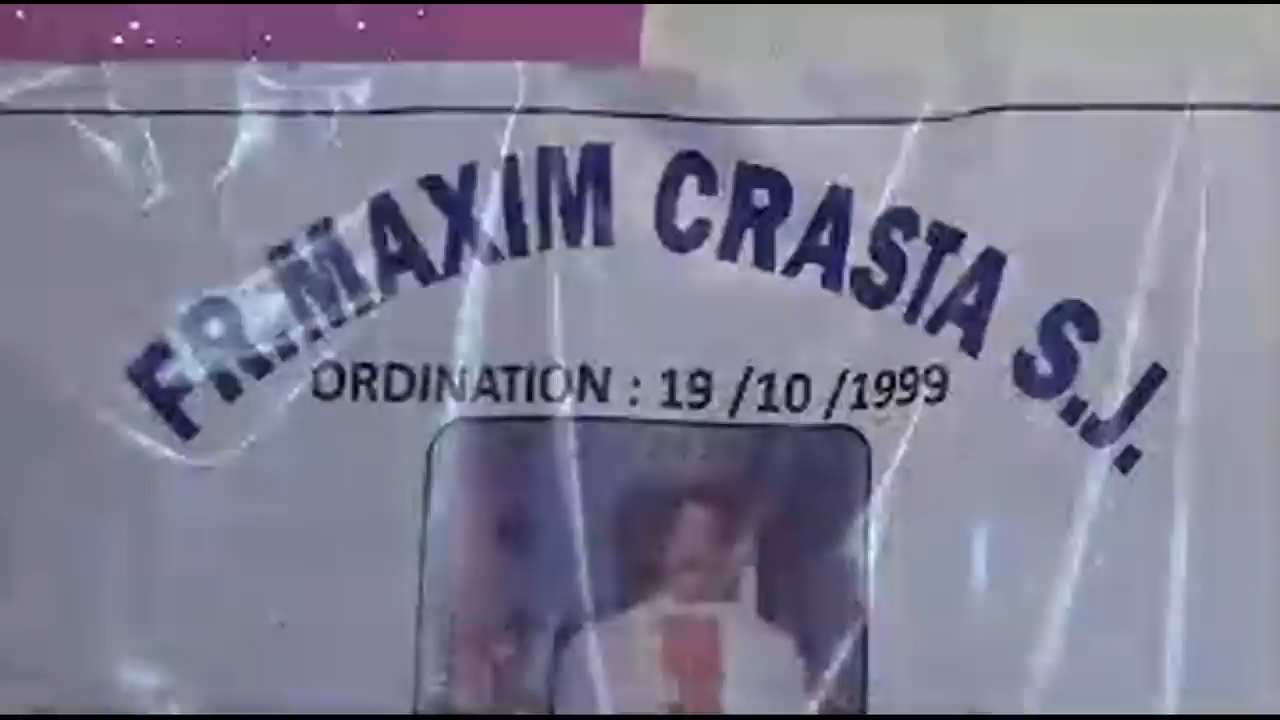 FR.MAXIM CRASTA S.J.
ORDINATION : 19 /10 /1999